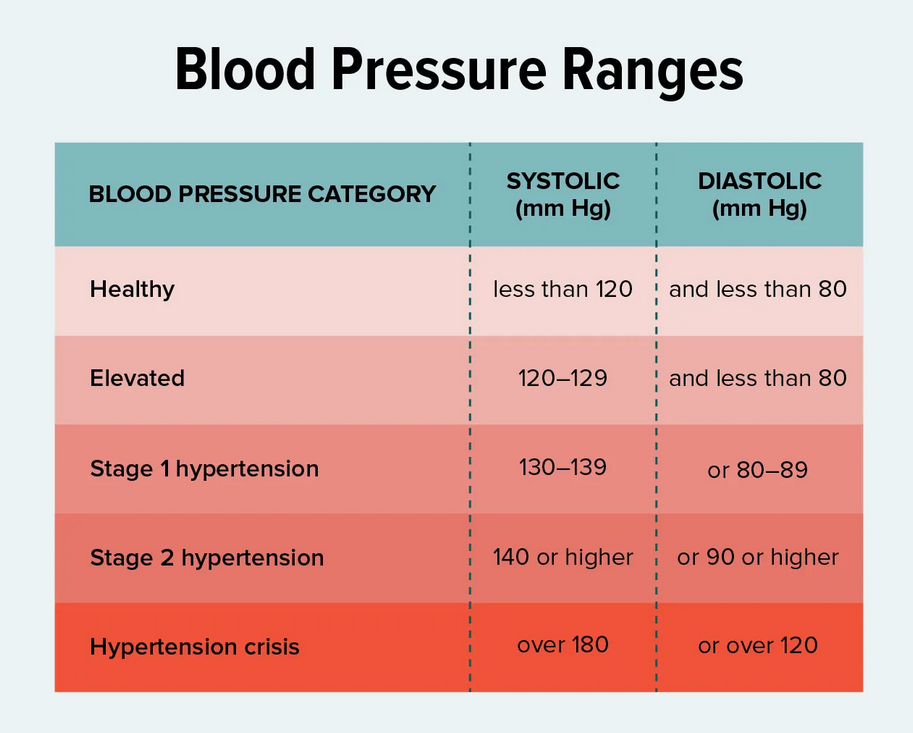 Blood Pressure Ranges
BLOOD PRESSURE CATEGORY
SYSTOLIC
(mm Hg)
DIASTOLIC
(mm Hg)
Healthy
less than 120
and less than 80
Elevated
120–129
and less than 80
Stage 1 hypertension
130–139
or 80–89
Stage 2 hypertension
140 or higher
or 90 or higher
Hypertension crisis
over 180
or over 120